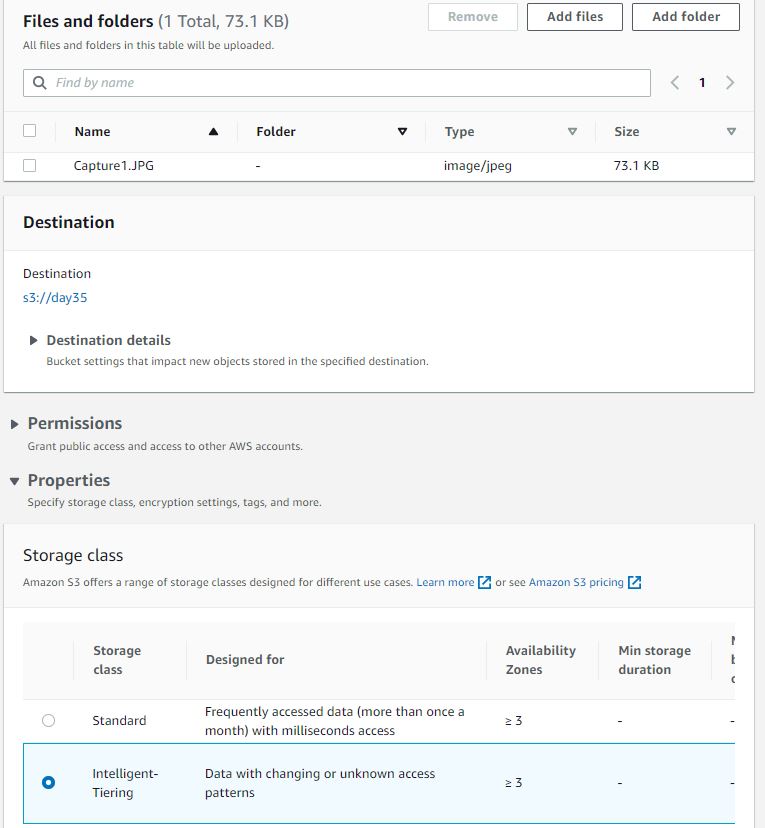 Files and folders (1 Total, 73.1 KB)
Remove
Add files
Add folder
All files and folders in this table will be uploaded.
Find by name
1
Name
Folder
Type
Size
Capture1.JPG
-
image/jpeg
73.1 KB
Destination
Destination
s3://day35
Destination details
Bucket settings that impact new objects stored in the specified destination.
Permissions
Grant public access and access to other AWS accounts.
Properties
Specify storage class, encryption settings, tags, and more.
Storage class
Amazon S3 offers a range of storage classes designed for different use cases. Learn more or see Amazon S3 pricing
Storage
class
Designed for
Availability
Zones
Min storage
duration
Standard
Frequently accessed data (more than once a
month) with milliseconds access
≥ 3
-
-
Intelligent-
Tiering
Data with changing or unknown access
patterns
≥ 3
-
-